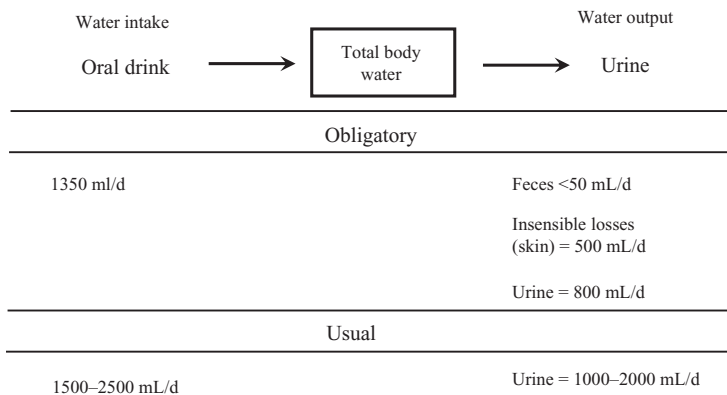 Water intake
Water output
Oral drink
Total body
water
Urine
Obligatory
1350 ml/d
Feces <50 mL/d
Insensible losses
(skin) = 500 mL/d
Urine = 800 mL/d
Usual
1500–2500 mL/d
Urine = 1000–2000 mL/d